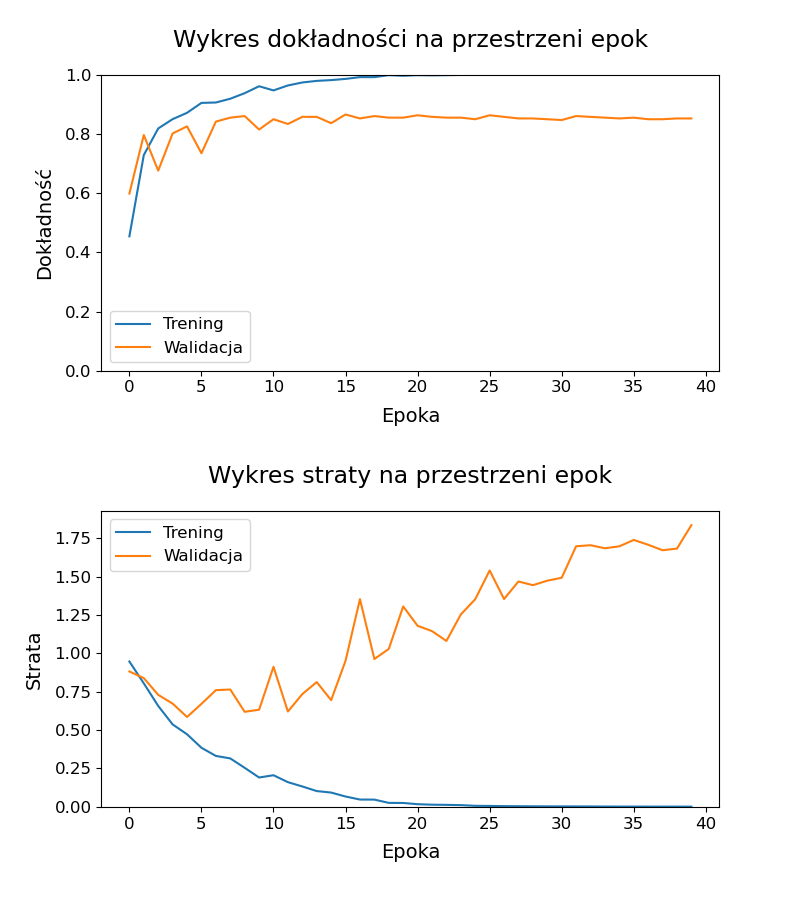 Wykres dokładności na przestrzeni epok
1.0
0.8
0.6
0.4
0.2
0.0
Dokładność
Trening
Walidacja
0 5 10 15 20 25 30 35 40
Epoka
Wykres straty na przestrzeni epok
1.75
1.50
1.25
1.00
0.75
0.50
0.25
0.00
Strata
Trening
Walidacja
0 5 10 15 20 25 30 35 40
Epoka